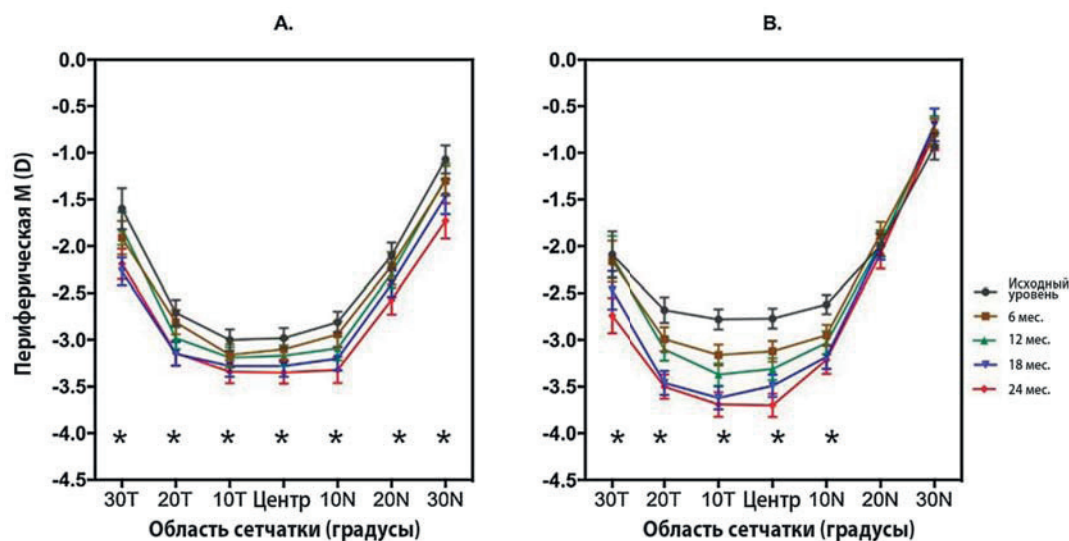 A.
B.
Периферическая M (D)
0.0
-0.5
-1.0
-1.5
-2.0
-2.5
-3.0
-3.5
-4.0
-4.5
* * * * * * *
30T 20T 10T Центр 10N 20N 30N
Область сетчатки (градусы)
0.0
-0.5
-1.0
-1.5
-2.0
-2.5
-3.0
-3.5
-4.0
-4.5
* * * * *
30T 20T 10T Центр 10N 20N 30N
Область сетчатки (градусы)
Исходный
уровень
6 мес.
12 мес.
18 мес.
24 мес.